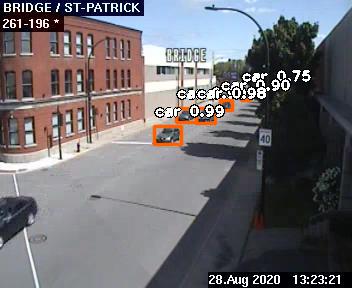 BRIDGE / ST-PATRICK
261-196 *
BRIDGE
car 0.75
car 0.90
car 0.98
car 0.99
40
28.Aug 2020 13:23:21